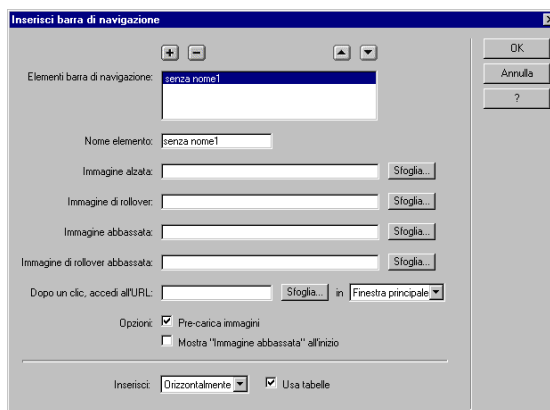 Inserisci barra di navigazione
+ −
OK
Elementi barra di navigazione: senza nome1
Annulla
?
Nome elemento: senza nome1
Immagine alzata: Sfoglia...
Immagine di rollover: Sfoglia...
Immagine abbassata: Sfoglia...
Immagine di rollover abbassata: Sfoglia...
Dopo un clic, accedi all'URL: Sfoglia... in Finestra principale
Opzioni: Pre-carica immagini
Mostra "Immagine abbassata" all'inizio
Inserisci: Orizzontalmente Usa tabelle